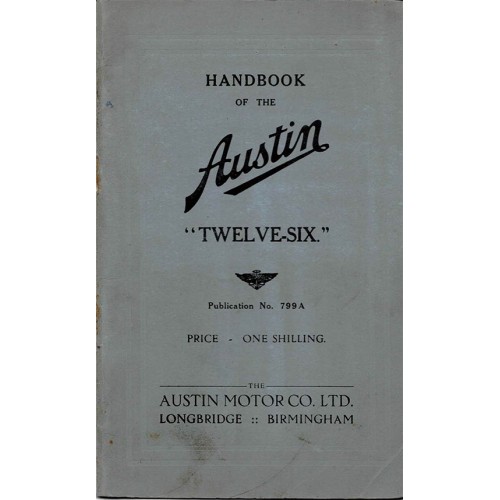 HANDBOOK
OF THE
Austin
"TWELVE-SIX."
Publication No. 799A
PRICE - ONE SHILLING.
THE
AUSTIN MOTOR CO. LTD.
LONGBRIDGE :: BIRMINGHAM